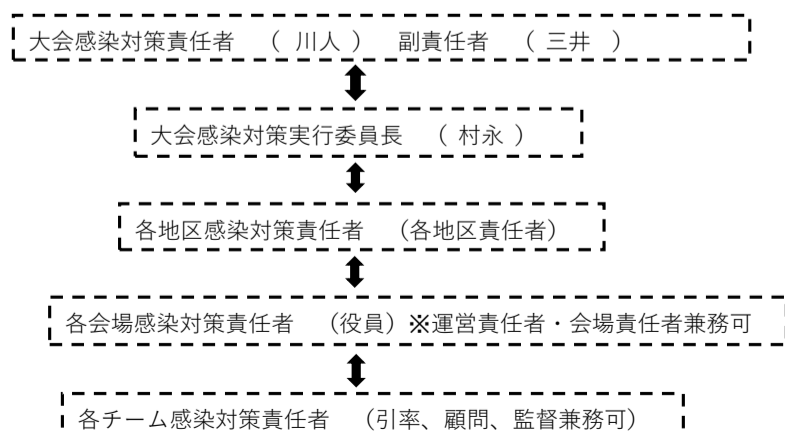 大会感染対策責任者　（ 川人 ）　副責任者　（ 三井　）
大会感染対策実行委員長　（ 村永 ）
各地区感染対策責任者　（各地区責任者）
各会場感染対策責任者　（役員）※運営責任者・会場責任者兼務可
各チーム感染対策責任者　（引率、顧問、監督兼務可）